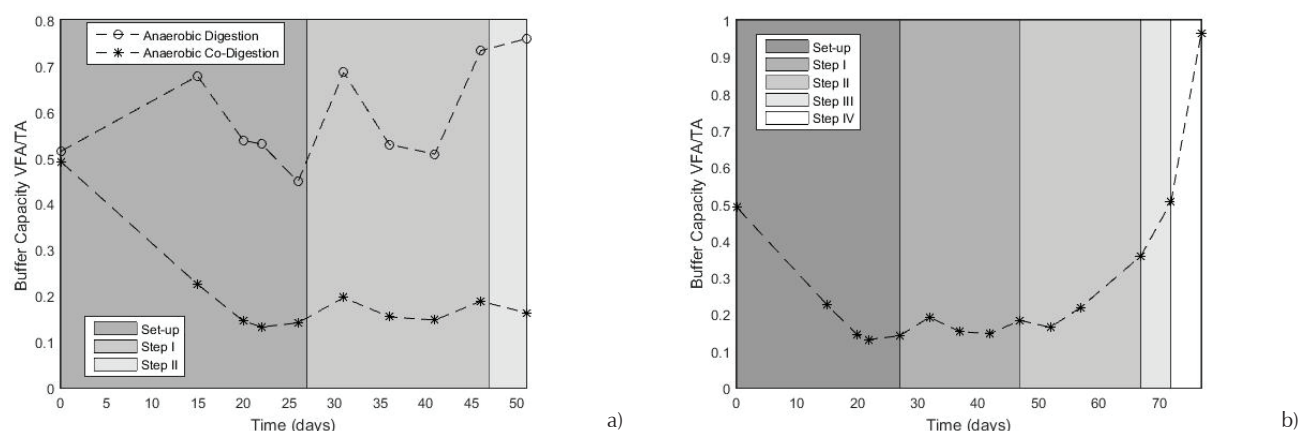 0.8
0.7
0.6
0.5
0.4
0.3
0.2
0.1
0
Buffer Capacity VFA/TA
Anaerobic Digestion
Anaerobic Co-Digestion
Set-up
Step I
Step II
0 5 10 15 20 25 30 35 40 45 50
Time (days)
a)
1
0.9
0.8
0.7
0.6
0.5
0.4
0.3
0.2
0.1
0
Buffer Capacity VFA/TA
Set-up
Step I
Step II
Step III
Step IV
0 10 20 30 40 50 60 70
Time (days)
b)